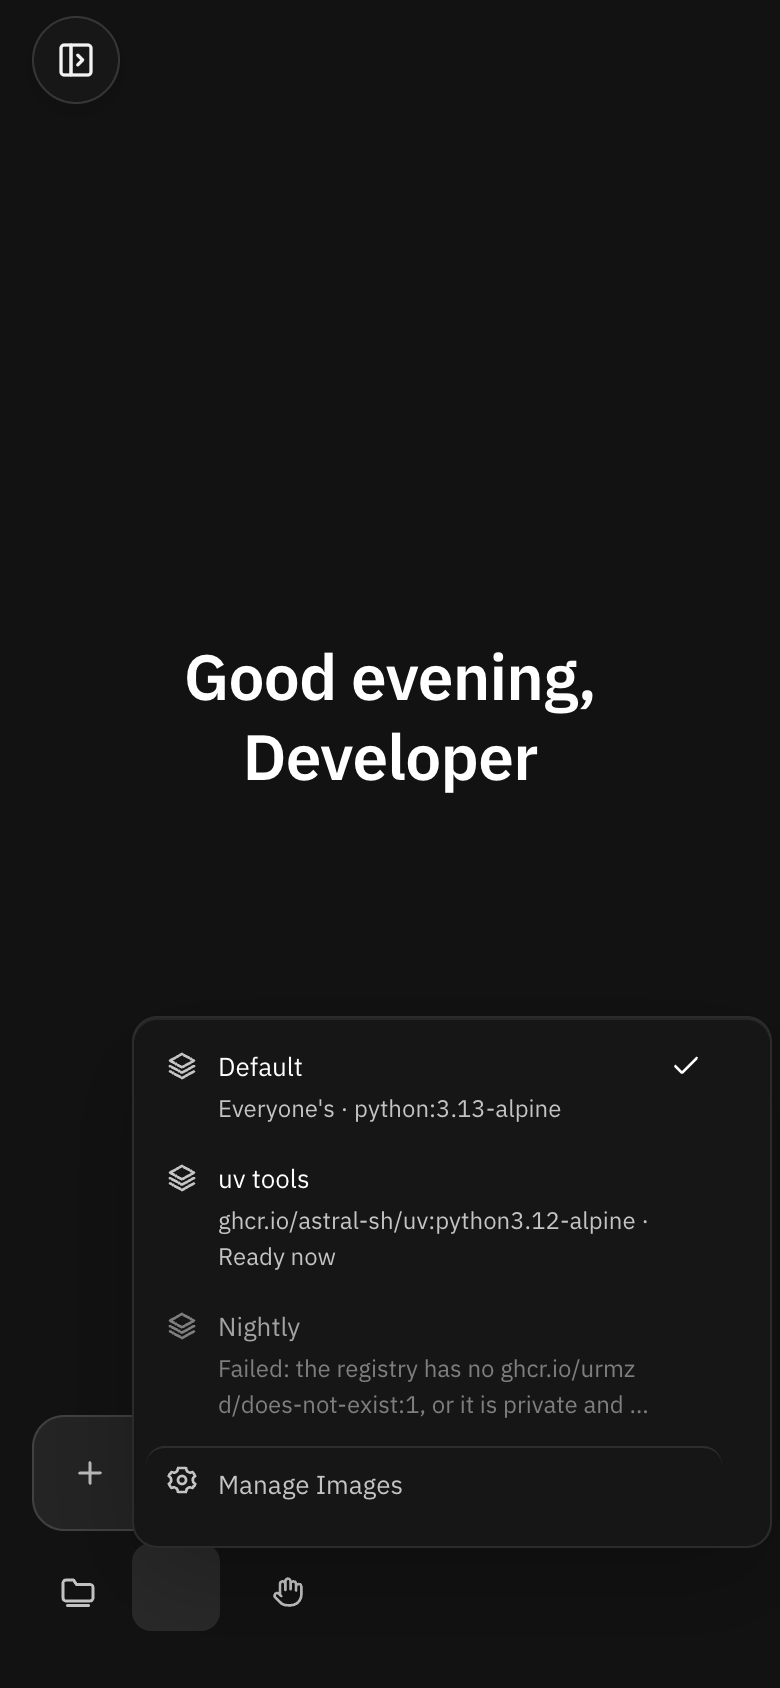 Good evening,
Developer
Default
Everyone's · python:3.13-alpine
uv tools
ghcr.io/astral-sh/uv:python3.12-alpine ·
Ready now
Nightly
Failed: the registry has no ghcr.io/urmz
d/does-not-exist:1, or it is private and ...
Manage Images